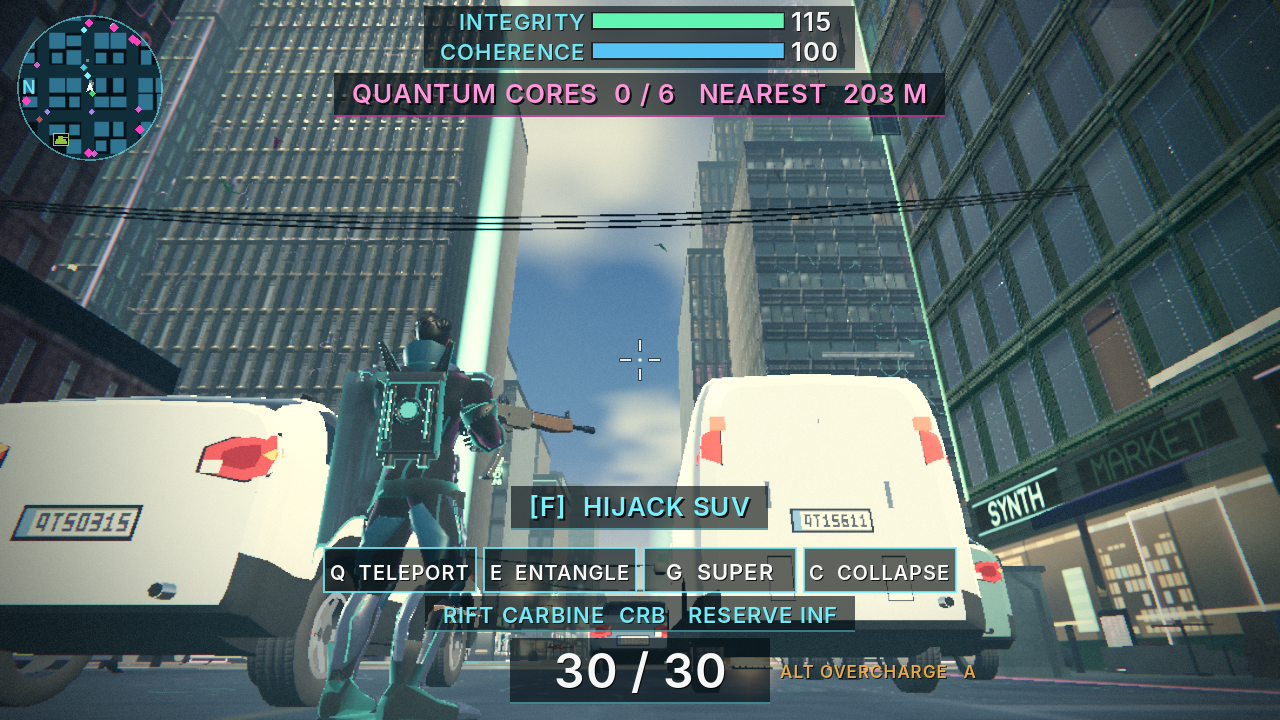 INTEGRITY 115
COHERENCE 100
QUANTUM CORES 0 / 6 NEAREST 203 M
N
MARKET
SYNTH
[F] HIJACK SUV
QT50315
QT15611
Q TELEPORT
E ENTANGLE
G SUPER
C COLLAPSE
RIFT CARBINE CRB RESERVE INF
30 / 30
ALT OVERCHARGE A